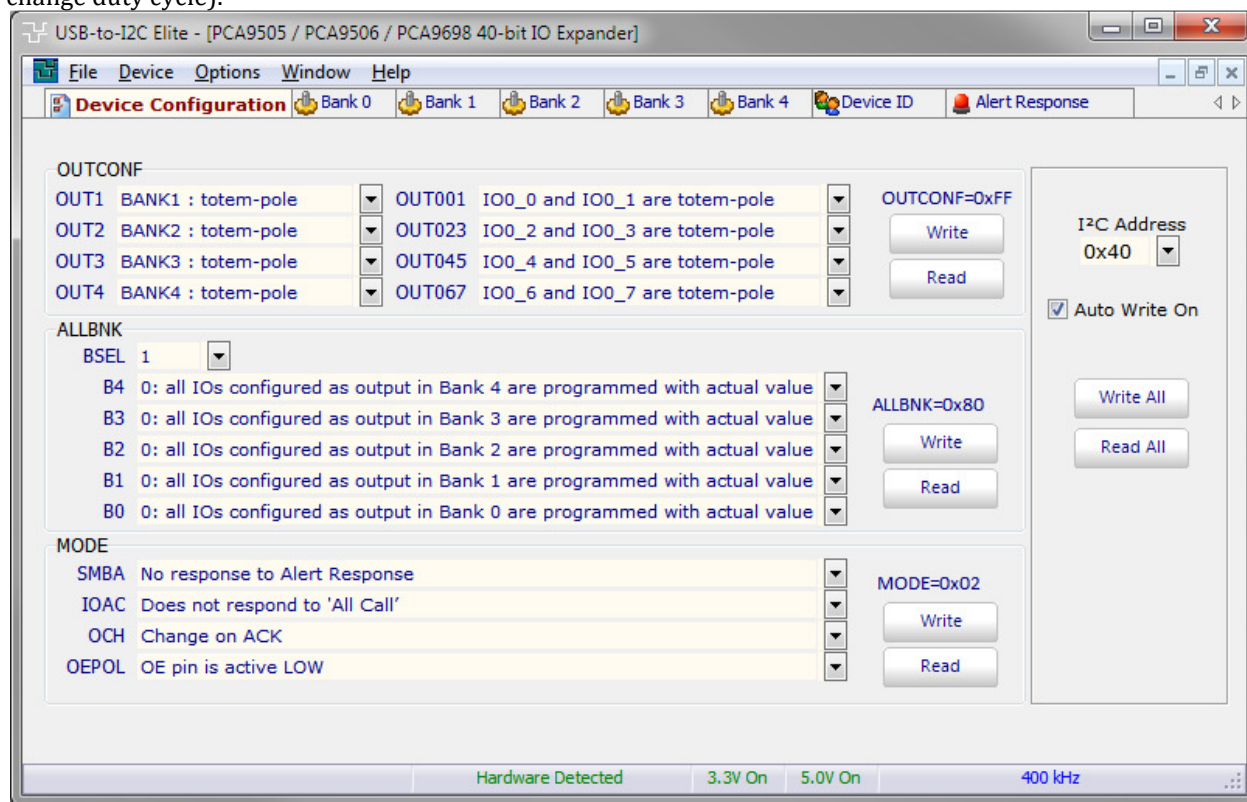 change duty cycle).
USB-to-I2C Elite - [PCA9505 / PCA9506 / PCA9698 40-bit IO Expander]
File Device Options Window Help
Device Configuration Bank 0 Bank 1 Bank 2 Bank 3 Bank 4 Device ID Alert Response
OUTCONF
OUT1 BANK1 : totem-pole OUT001 IO0_0 and IO0_1 are totem-pole OUTCONF=0xFF
OUT2 BANK2 : totem-pole OUT023 IO0_2 and IO0_3 are totem-pole Write
OUT3 BANK3 : totem-pole OUT045 IO0_4 and IO0_5 are totem-pole Read
OUT4 BANK4 : totem-pole OUT067 IO0_6 and IO0_7 are totem-pole
ALLBNK
BSEL 1
B4 0: all IOs configured as output in Bank 4 are programmed with actual value
B3 0: all IOs configured as output in Bank 3 are programmed with actual value
B2 0: all IOs configured as output in Bank 2 are programmed with actual value
B1 0: all IOs configured as output in Bank 1 are programmed with actual value
B0 0: all IOs configured as output in Bank 0 are programmed with actual value
ALLBNK=0x80
Write
Read
MODE
SMBA No response to Alert Response
IOAC Does not respond to 'All Call’
OCH Change on ACK
OEPOL OE pin is active LOW
MODE=0x02
Write
Read
I²C Address
0x40
Auto Write On
Write All
Read All
Hardware Detected 3.3V On 5.0V On 400 kHz